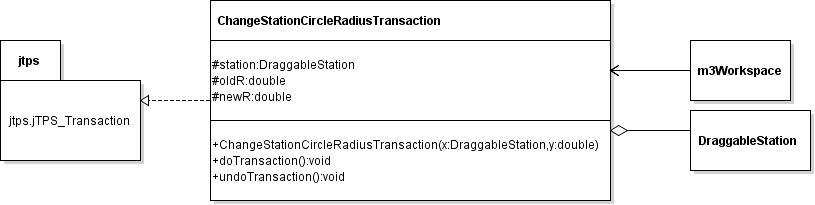 ChangeStationCircleRadiusTransaction
#station:DraggableStation
#oldR:double
#newR:double
+ChangeStationCircleRadiusTransaction(x:DraggableStation,y:double)
+doTransaction():void
+undoTransaction():void
jtps
jtps.jTPS_Transaction
m3Workspace
DraggableStation